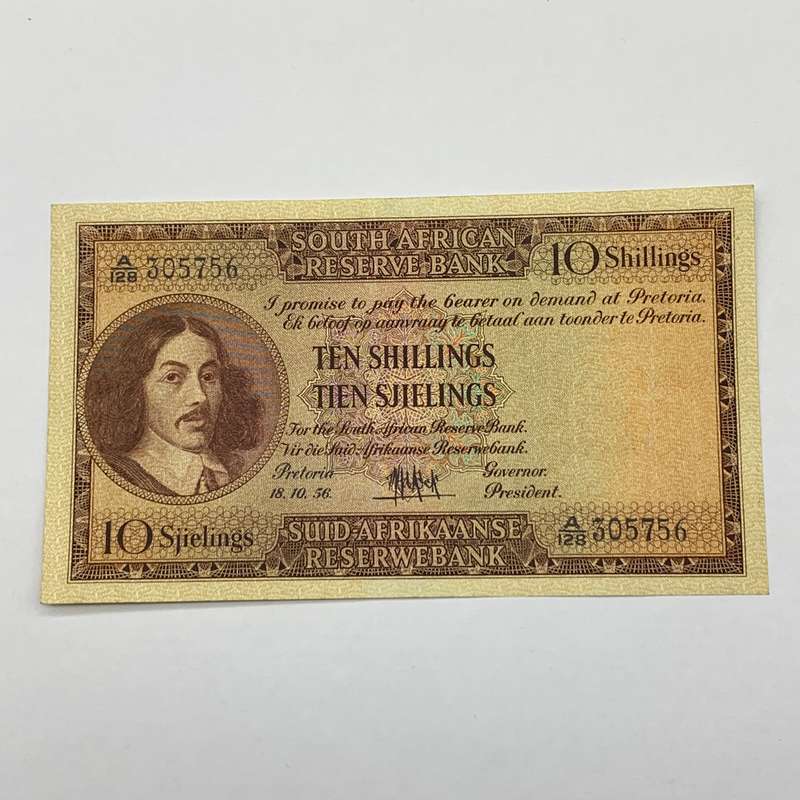 SOUTH AFRICAN
RESERVE BANK
A/128 305756
10 Shillings
I promise to pay the bearer on demand at Pretoria.
Ek beloof op aanvraag te betaal aan toonder te Pretoria.
TEN SHILLINGS
TIEN SJIELINGS
For the South African Reserve Bank.
Vir die Suid-Afrikaanse Reserwebank.
Pretoria
18.10.56.
Governor.
President.
10 Sjielings
SUID-AFRIKAANSE
RESERWEBANK
A/128 305756